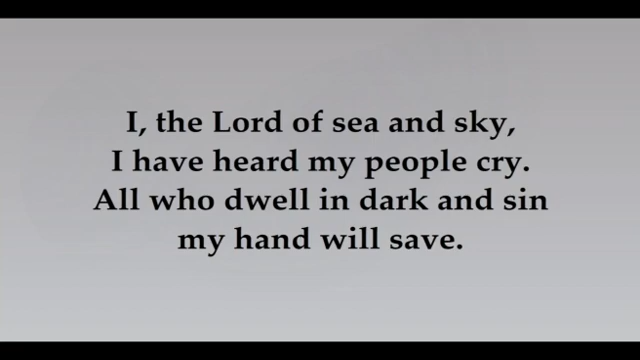 I, the Lord of sea and sky,
I have heard my people cry.
All who dwell in dark and sin
my hand will save.